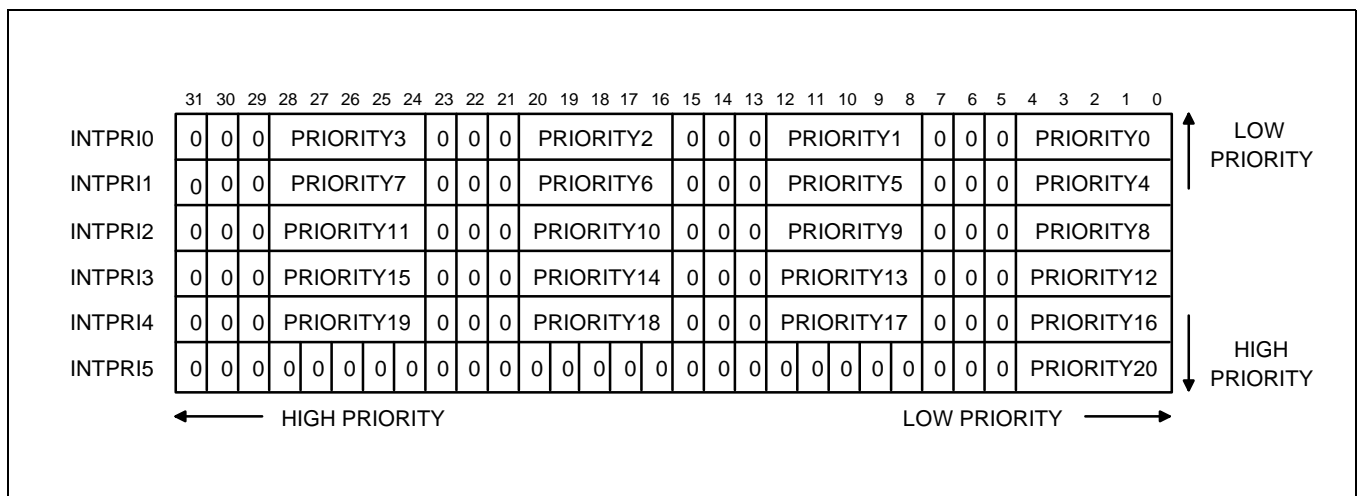 31 30 29 28 27 26 25 24 23 22 21 20 19 18 17 16 15 14 13 12 11 10 9 8 7 6 5 4 3 2 1 0
INTPRI0 0 0 0 PRIORITY3 0 0 0 PRIORITY2 0 0 0 PRIORITY1 0 0 0 PRIORITY0
LOW
PRIORITY
INTPRI1 0 0 0 PRIORITY7 0 0 0 PRIORITY6 0 0 0 PRIORITY5 0 0 0 PRIORITY4
INTPRI2 0 0 0 PRIORITY11 0 0 0 PRIORITY10 0 0 0 PRIORITY9 0 0 0 PRIORITY8
INTPRI3 0 0 0 PRIORITY15 0 0 0 PRIORITY14 0 0 0 PRIORITY13 0 0 0 PRIORITY12
INTPRI4 0 0 0 PRIORITY19 0 0 0 PRIORITY18 0 0 0 PRIORITY17 0 0 0 PRIORITY16
INTPRI5 0 0 0 0 0 0 0 0 0 0 0 0 0 0 0 0 0 0 0 0 0 0 0 0 0 0 0 PRIORITY20
HIGH
PRIORITY
HIGH PRIORITY LOW PRIORITY